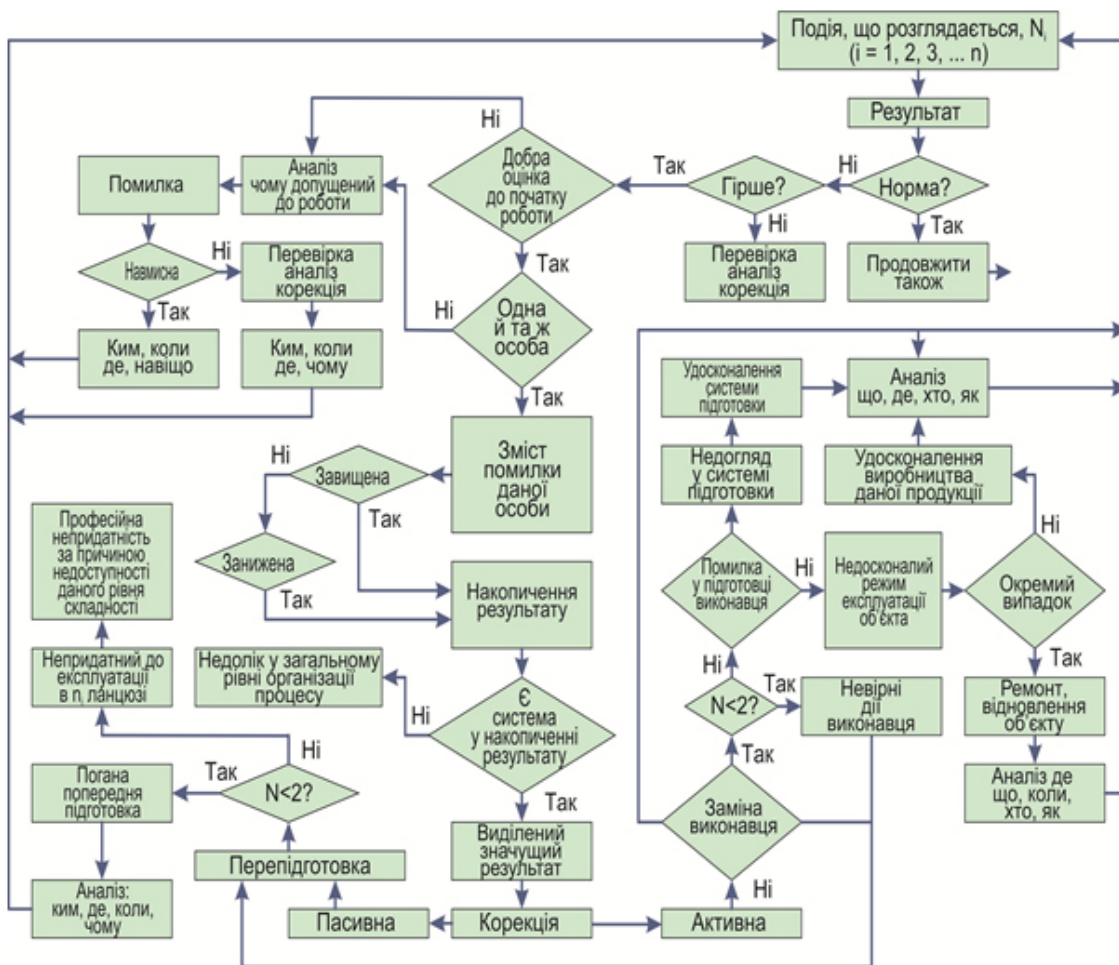 Подія, що розглядається, Nᵢ
(i = 1, 2, 3, ... n)
Результат
Норма?
Ні
Так
Продовжити
також
Гірше?
Так
Ні
Перевірка
аналіз
корекція
Добра
оцінка
до початку
роботи
Ні
Так
Аналіз
чому допущений
до роботи
Помилка
Навмисна
Ні
Так
Перевірка
аналіз
корекція
Ким, коли
де, навіщо
Ким, коли
де, чому
Одна
й та ж
особа
Ні
Так
Зміст
помилки
даної
особи
Завищена
Ні
Так
Занижена
Так
Накопичення
результату
Є
система
у накопиченні
результату
Ні
Так
Недолік у загальному
рівні організації
процесу
Виділений
значущий
результат
Корекція
Пасивна
Активна
Перепідготовка
N<2?
Ні
Так
Професійна
непридатність
за причиною
недоступності
даного рівня
складності
Непридатний до
експлуатації
в nᵢ ланцюзі
Погана
попередня
підготовка
Аналіз:
ким, де, коли,
чому
Ні
Заміна
виконавця
Так
N<2?
Ні
Так
Невірні
дії
виконавця
Помилка
у підготовці
виконавця
Ні
Недогляд
у системі
підготовки
Удосконалення
системи
підготовки
Аналіз
що, де, хто, як
Удосконалення
виробництва
даної продукції
Недосконалий
режим
експлуатації
об'єкта
Окремий
випадок
Ні
Так
Ремонт,
відновлення
об'єкту
Аналіз де
що, коли,
хто, як